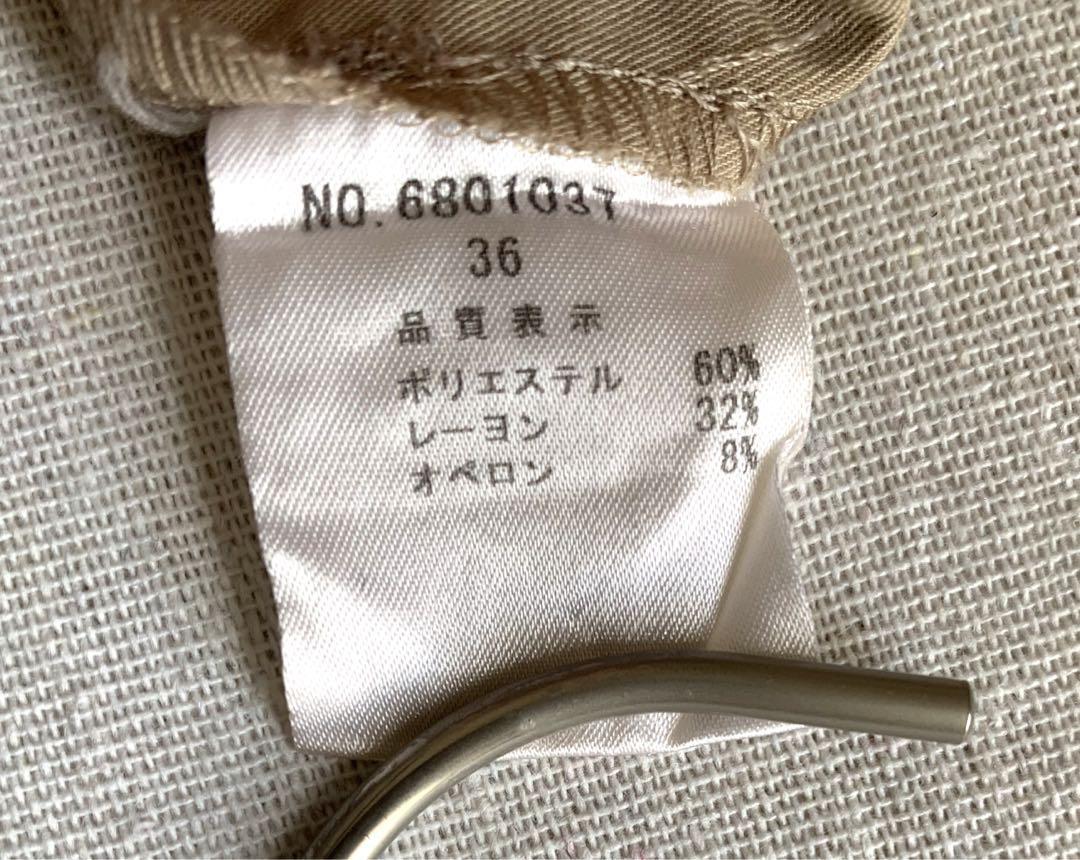 NO. 6801037
36
品質表示
ポリエステル 60%
レーヨン 32%
オペロン 8%